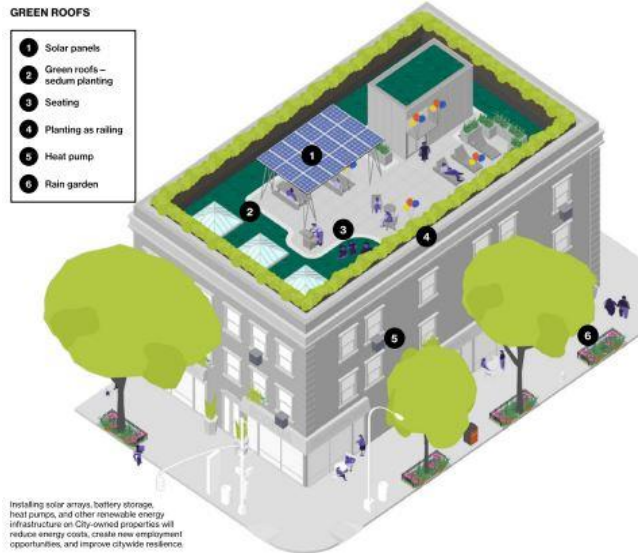 GREEN ROOFS
1 Solar panels
2 Green roofs –
sedum planting
3 Seating
4 Planting as railing
5 Heat pump
6 Rain garden
1
2
3
4
5
6
Installing solar arrays, battery storage,
heat pumps, and other renewable energy
infrastructure on City-owned properties will
reduce energy costs, create new employment
opportunities, and improve citywide resilience.